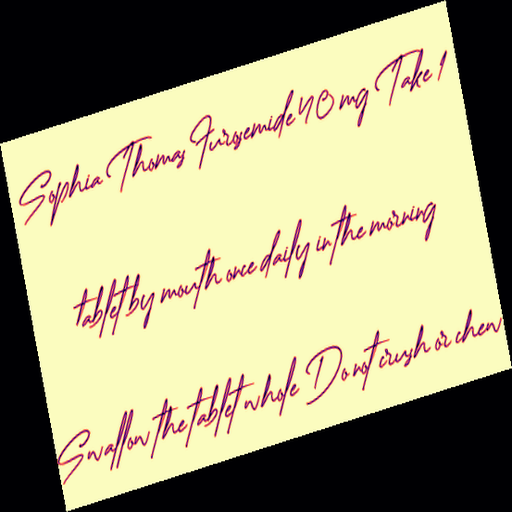 Sophia Thomas Furosemide 40 mg Take 1
tablet by mouth once daily in the morning
Swallow the tablet whole Do not crush or chew